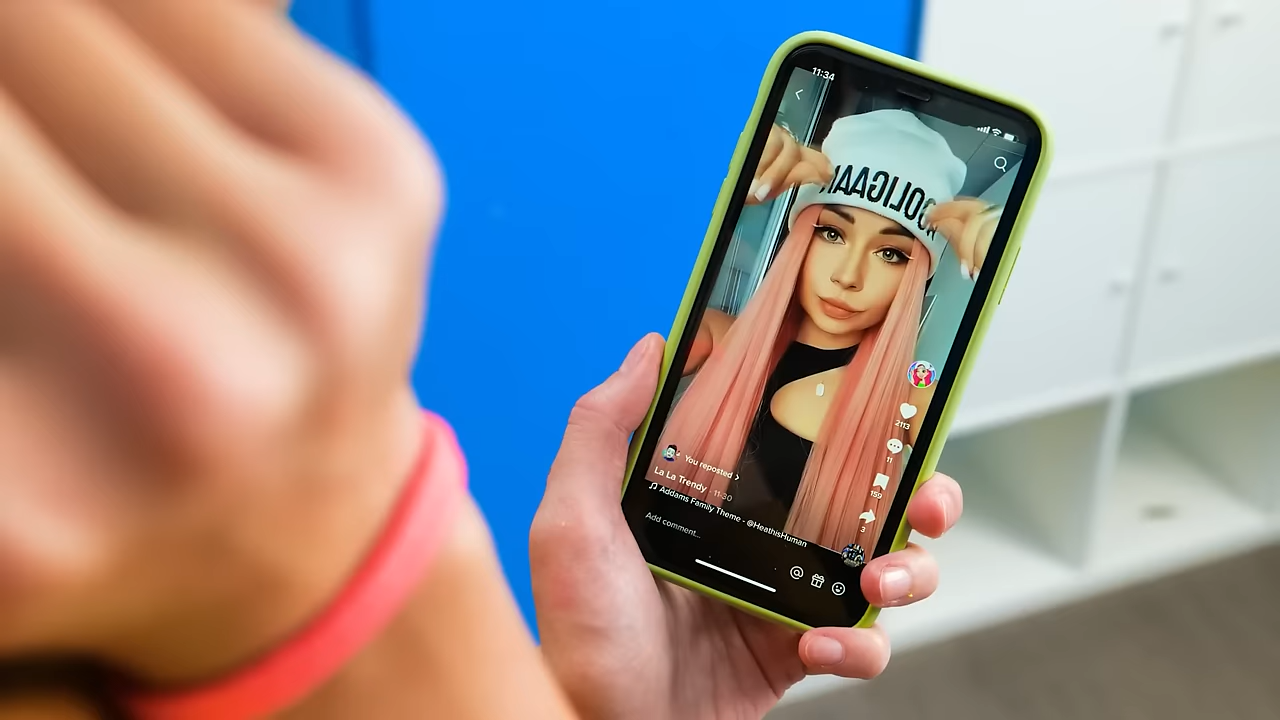 11:34
You reposted >
La La Trendy · 11-30
Addams Family Theme - @HeathisHuman
Add comment...
2113
11
159
3